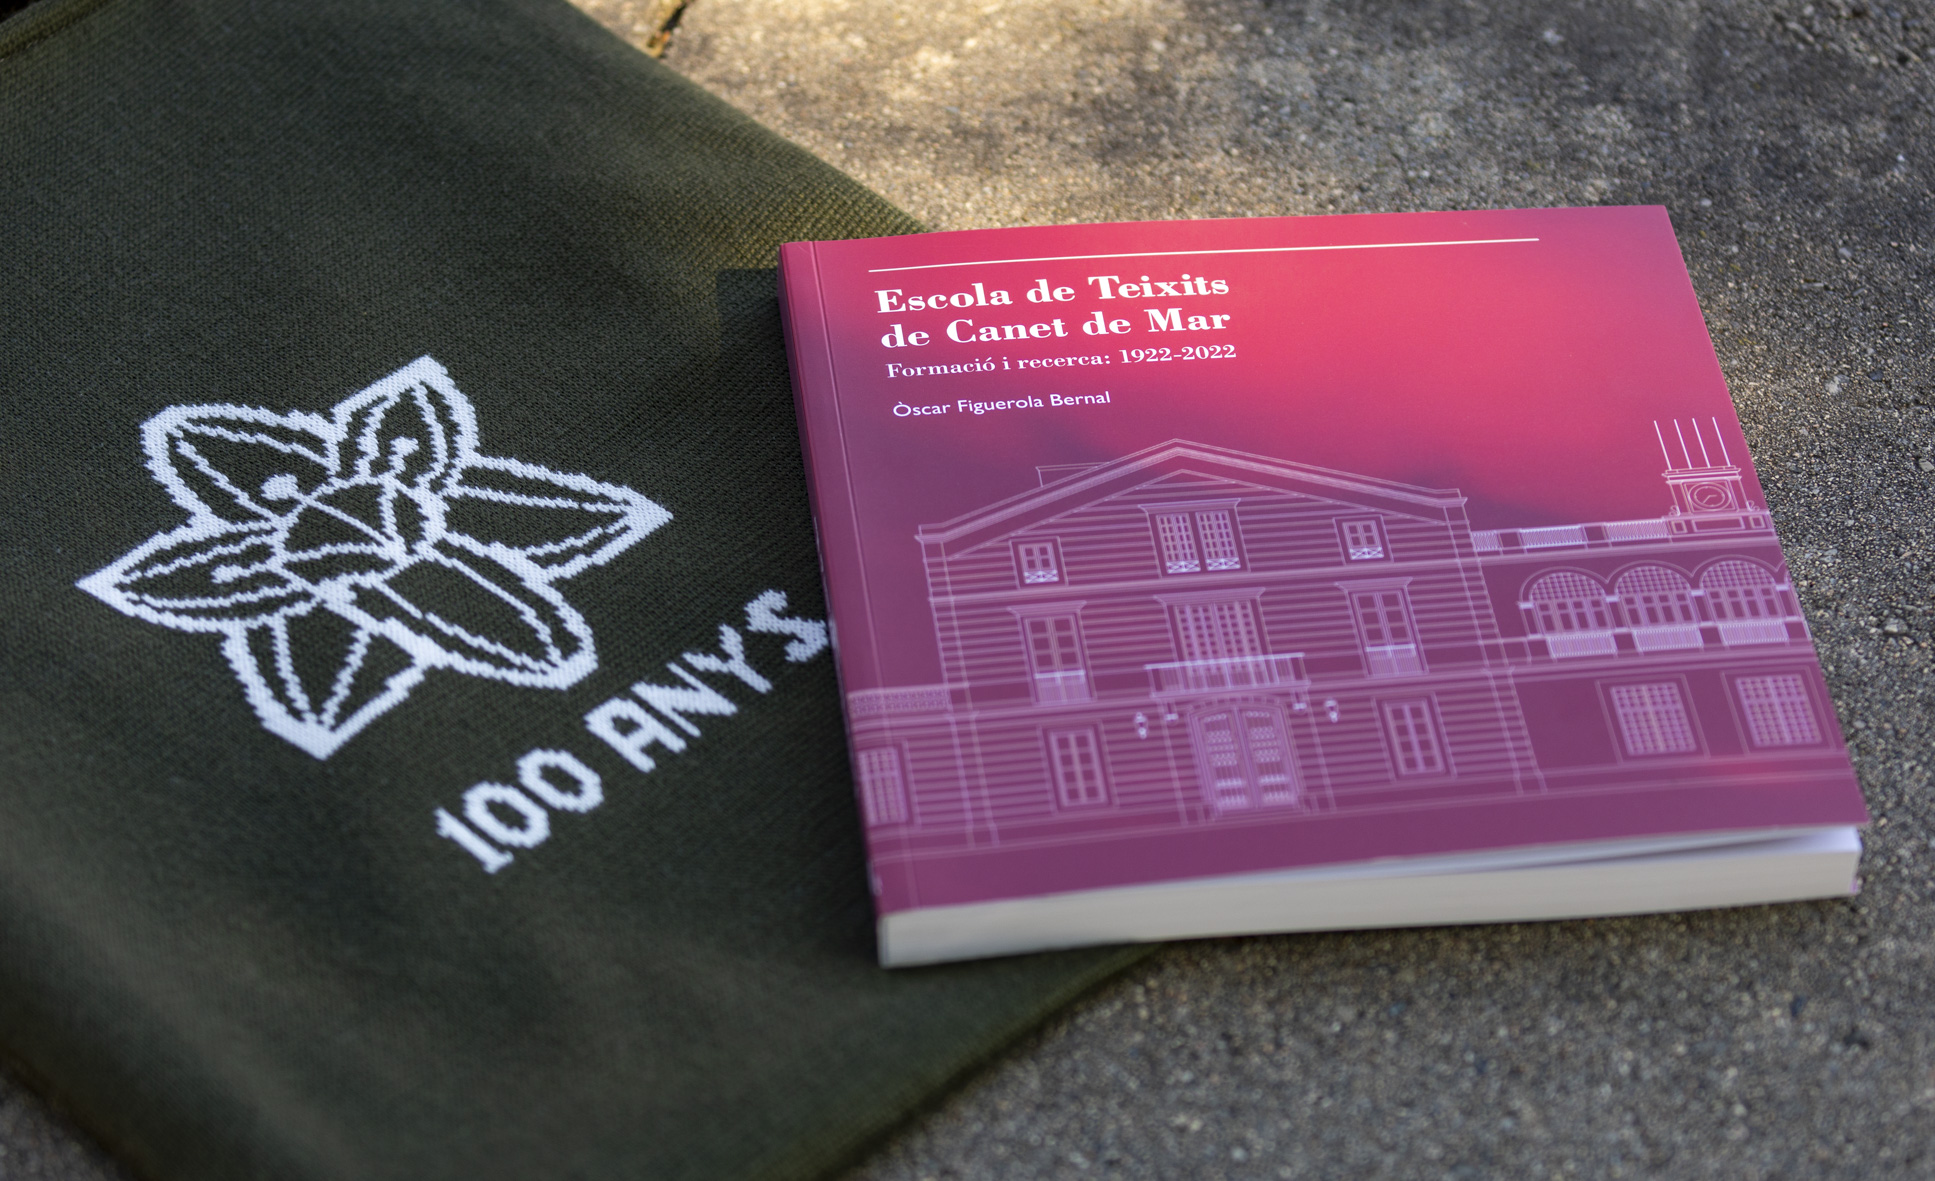 Escola de Teixits
de Canet de Mar
Formació i recerca: 1922-2022
Òscar Figuerola Bernal
100 ANYS